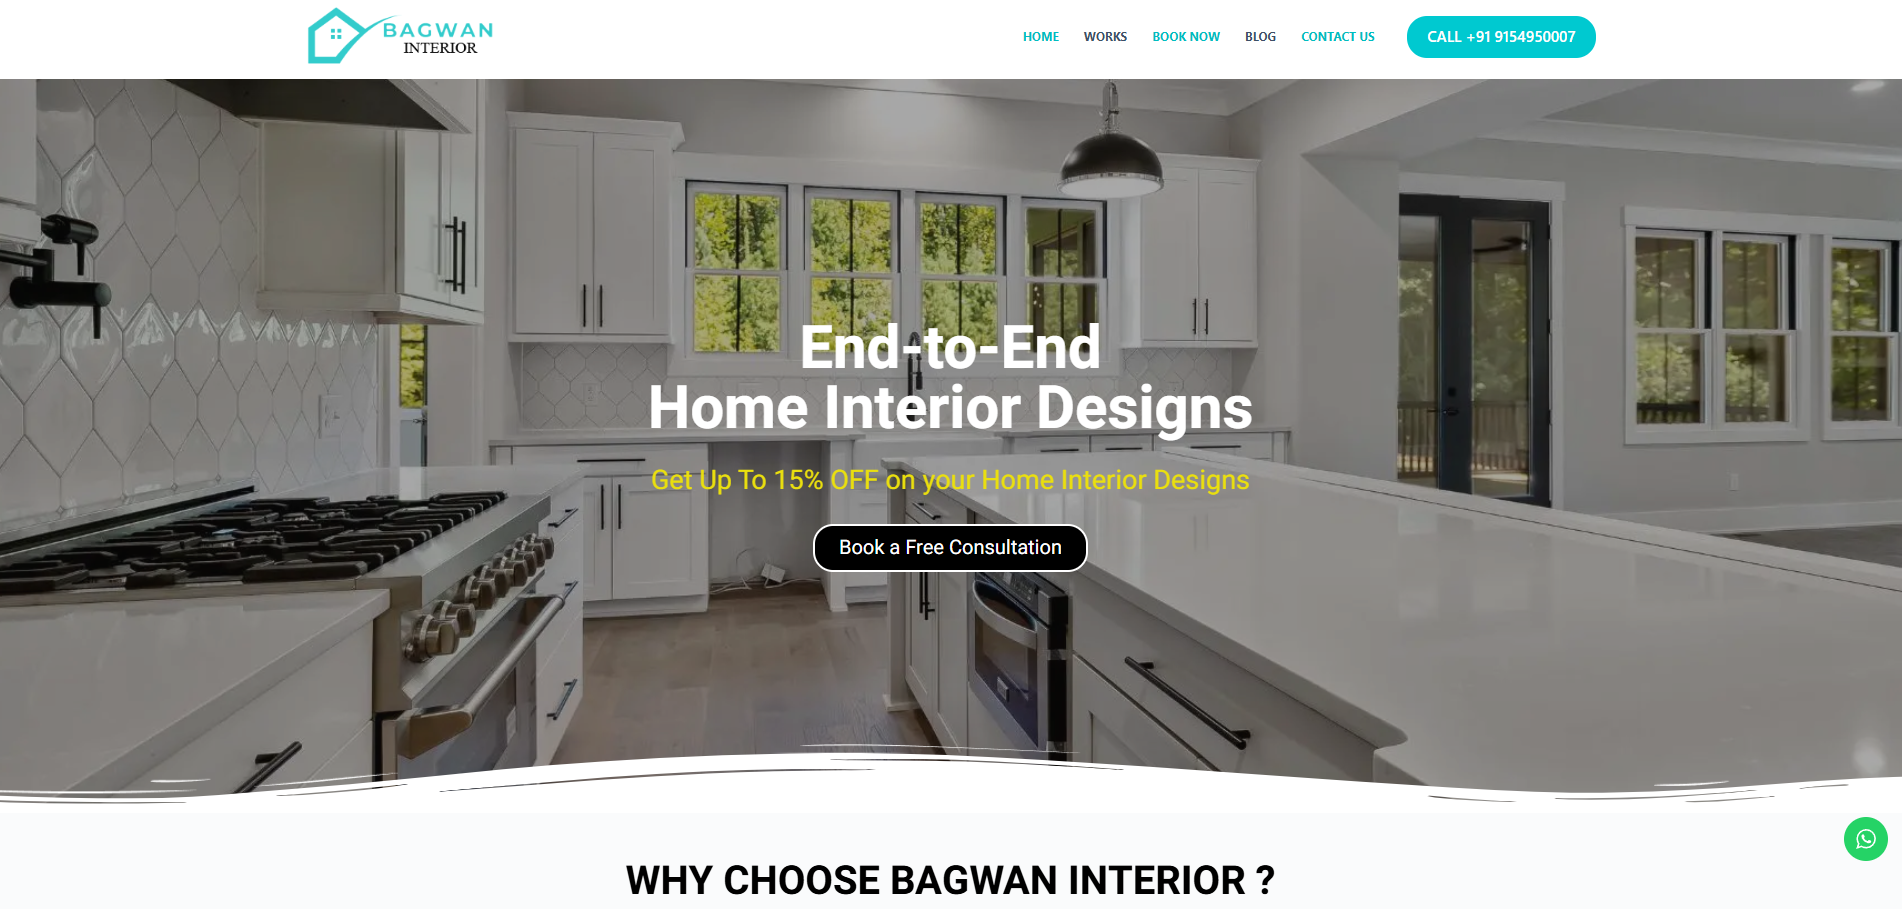 BAGWAN
INTERIOR
HOME
WORKS
BOOK NOW
BLOG
CONTACT US
CALL +91 9154950007
End-to-End
Home Interior Designs
Get Up To 15% OFF on your Home Interior Designs
Book a Free Consultation
WHY CHOOSE BAGWAN INTERIOR ?